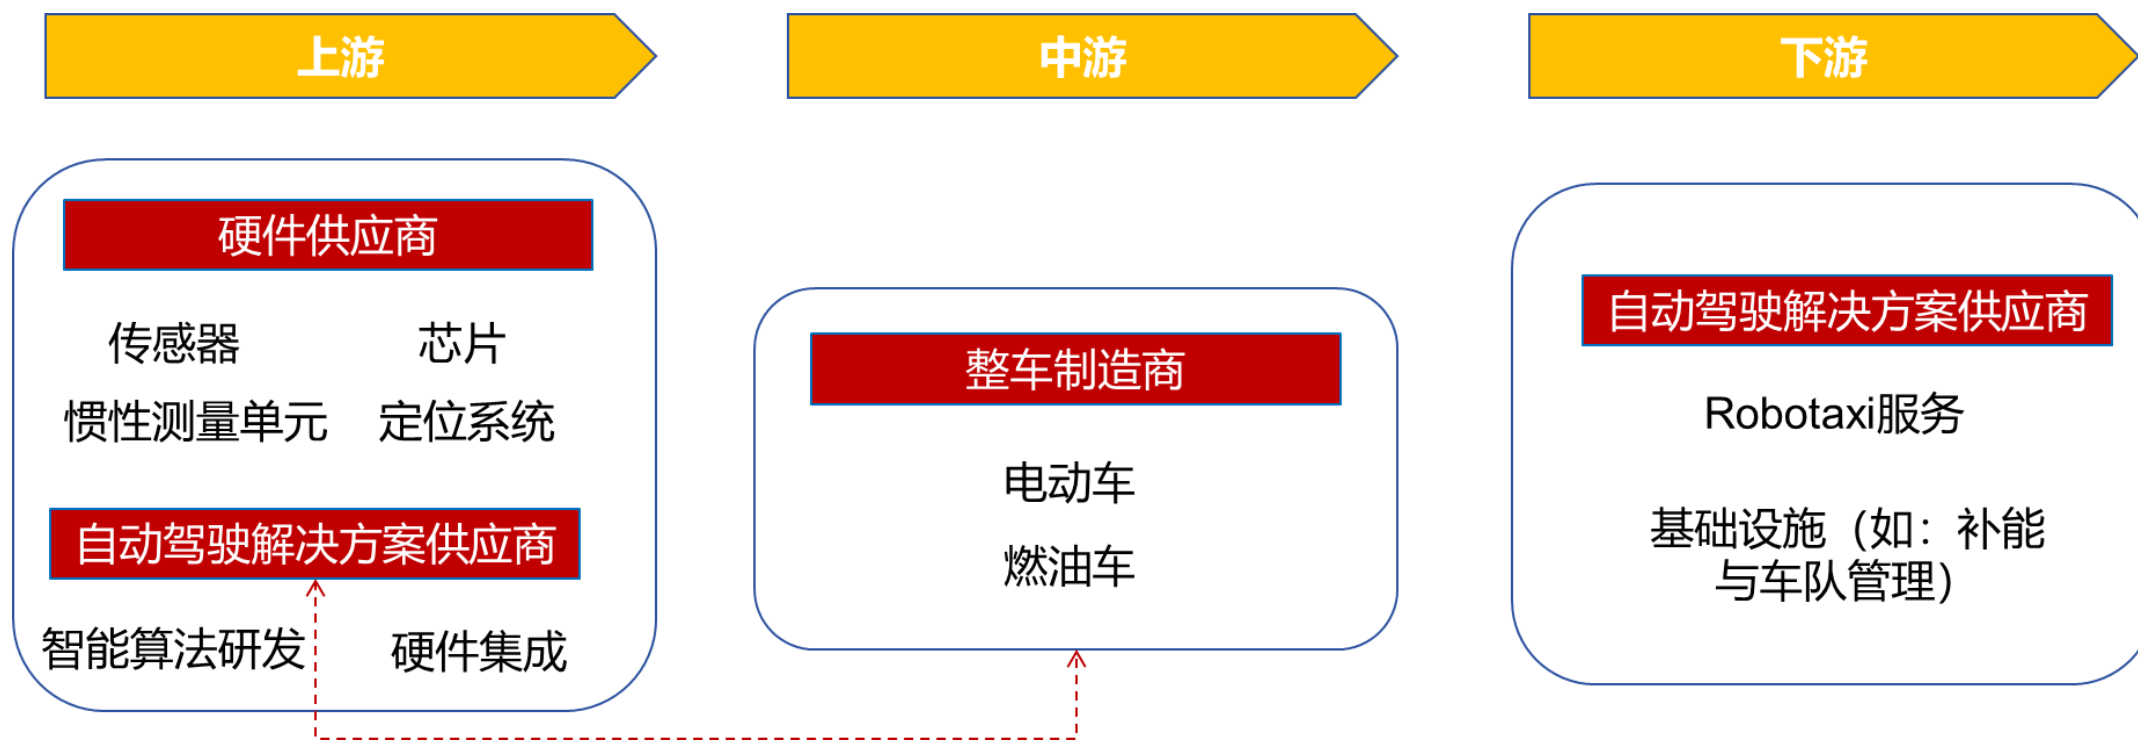 上游
中游
下游
硬件供应商
传感器
芯片
惯性测量单元
定位系统
自动驾驶解决方案供应商
智能算法研发
硬件集成
整车制造商
电动车
燃油车
自动驾驶解决方案供应商
Robotaxi服务
基础设施（如：补能
与车队管理）